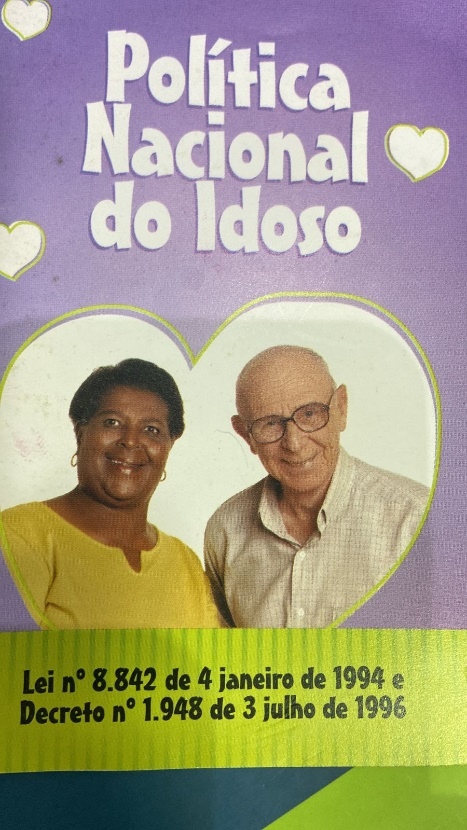 Política
Nacional
do Idoso
Lei nº 8.842 de 4 janeiro de 1994 e
Decreto nº 1.948 de 3 julho de 1996